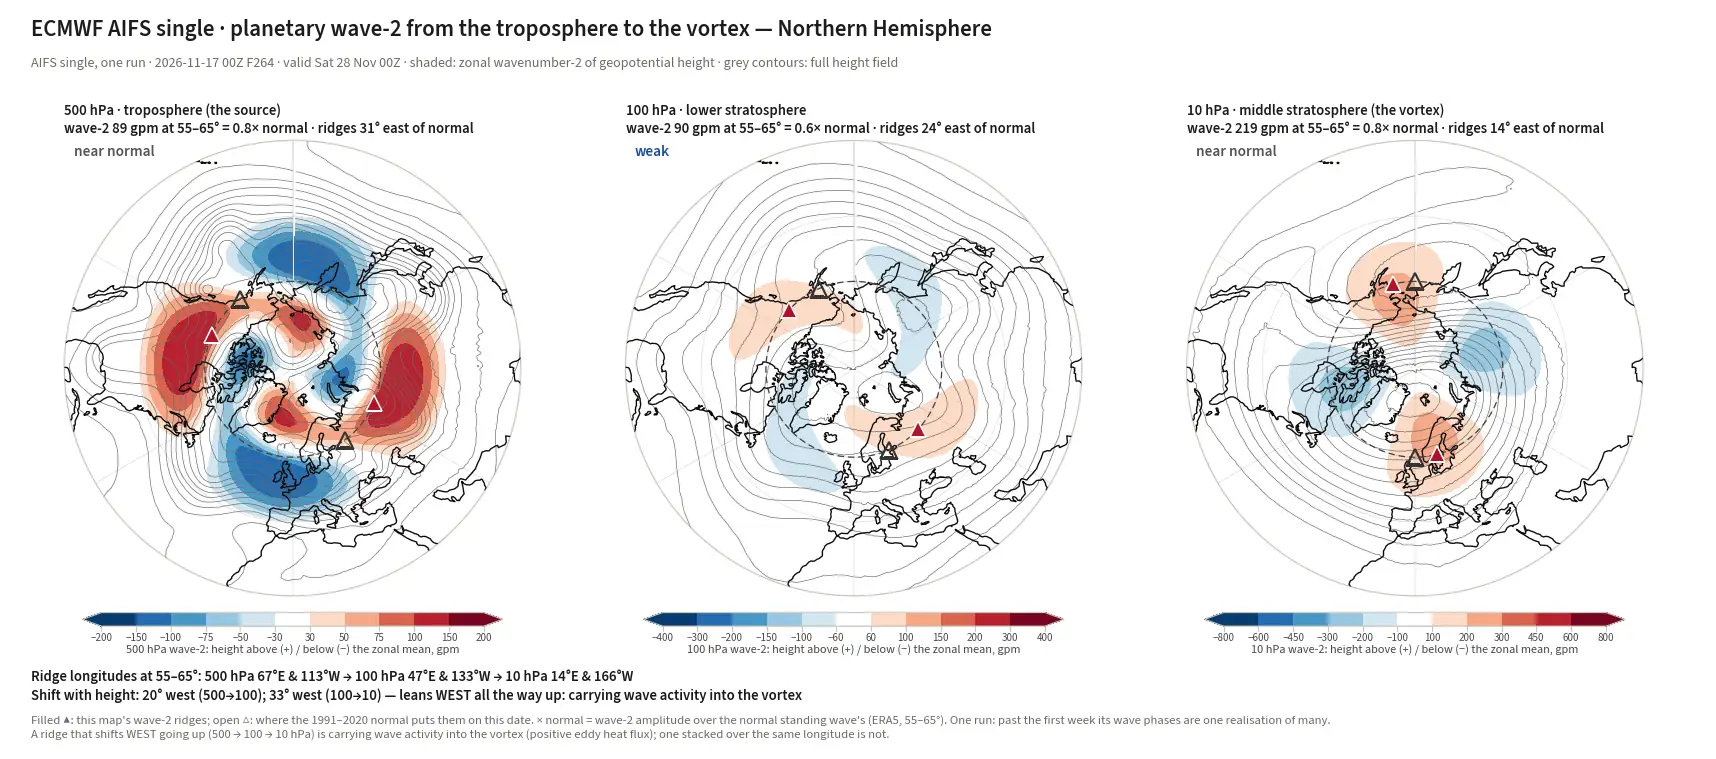 ECMWF AIFS single · planetary wave-2 from the troposphere to the vortex — Northern Hemisphere
AIFS single, one run · 2026-11-17 00Z F264 · valid Sat 28 Nov 00Z · shaded: zonal wavenumber-2 of geopotential height · grey contours: full height field
500 hPa · troposphere (the source)
wave-2 89 gpm at 55–65° = 0.8× normal · ridges 31° east of normal
near normal
100 hPa · lower stratosphere
wave-2 90 gpm at 55–65° = 0.6× normal · ridges 24° east of normal
weak
10 hPa · middle stratosphere (the vortex)
wave-2 219 gpm at 55–65° = 0.8× normal · ridges 14° east of normal
near normal
−200 −150 −100 −75 −50 −30 30 50 75 100 150 200
500 hPa wave-2: height above (+) / below (−) the zonal mean, gpm
−400 −300 −200 −150 −100 −60 60 100 150 200 300 400
100 hPa wave-2: height above (+) / below (−) the zonal mean, gpm
−800 −600 −450 −300 −200 −100 100 200 300 450 600 800
10 hPa wave-2: height above (+) / below (−) the zonal mean, gpm
Ridge longitudes at 55–65°: 500 hPa 67°E & 113°W → 100 hPa 47°E & 133°W → 10 hPa 14°E & 166°W
Shift with height: 20° west (500→100); 33° west (100→10) — leans WEST all the way up: carrying wave activity into the vortex
Filled ▲: this map's wave-2 ridges; open △: where the 1991–2020 normal puts them on this date. × normal = wave-2 amplitude over the normal standing wave's (ERA5, 55–65°). One run: past the first week its wave phases are one realisation of many.
A ridge that shifts WEST going up (500 → 100 → 10 hPa) is carrying wave activity into the vortex (positive eddy heat flux); one stacked over the same longitude is not.